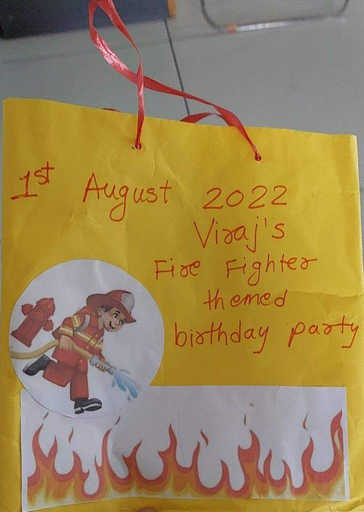 1st August 2022
Viraj's
Fire Fighter
themed
birthday party